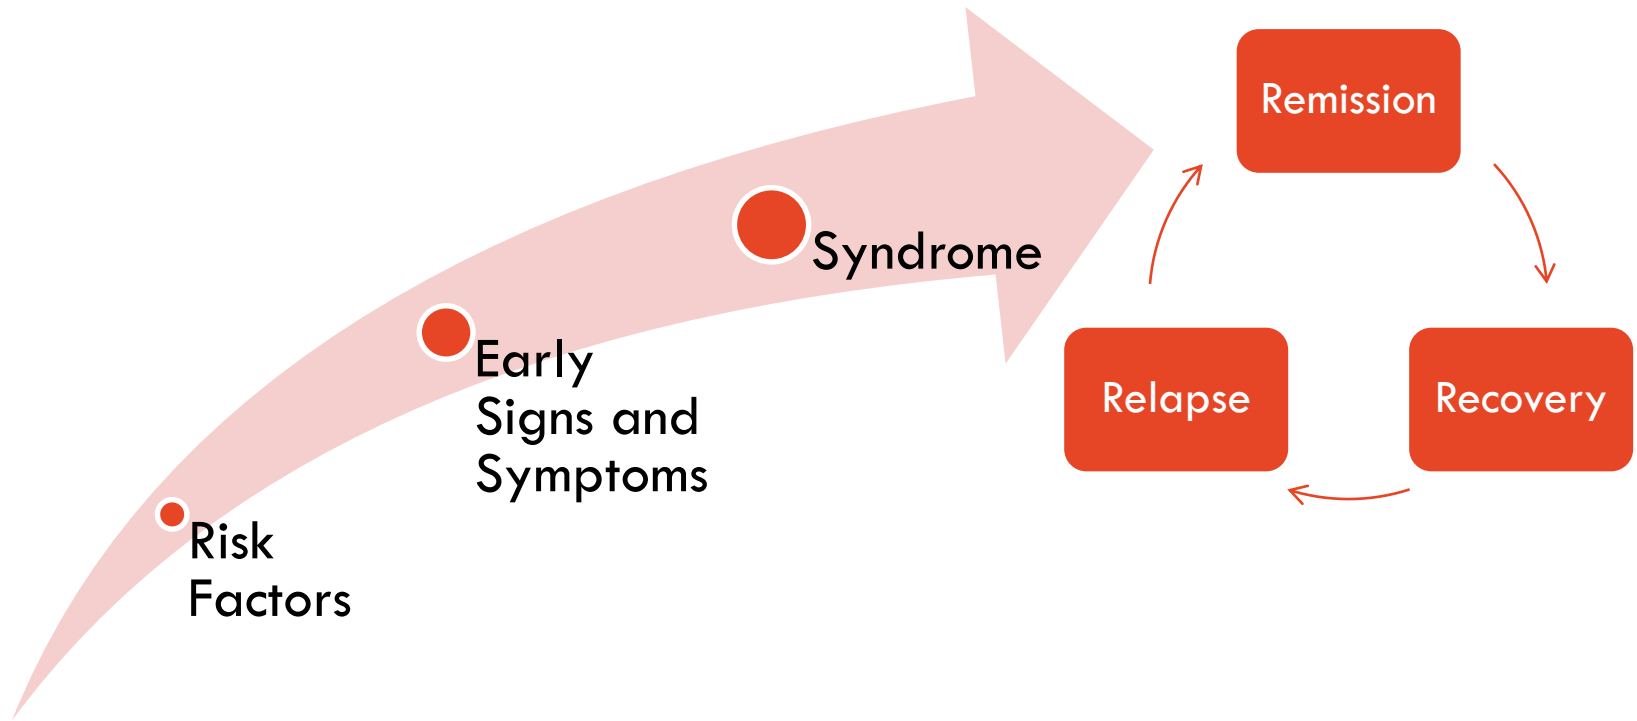 Risk
Factors
Early
Signs and
Symptoms
Syndrome
Remission
Recovery
Relapse